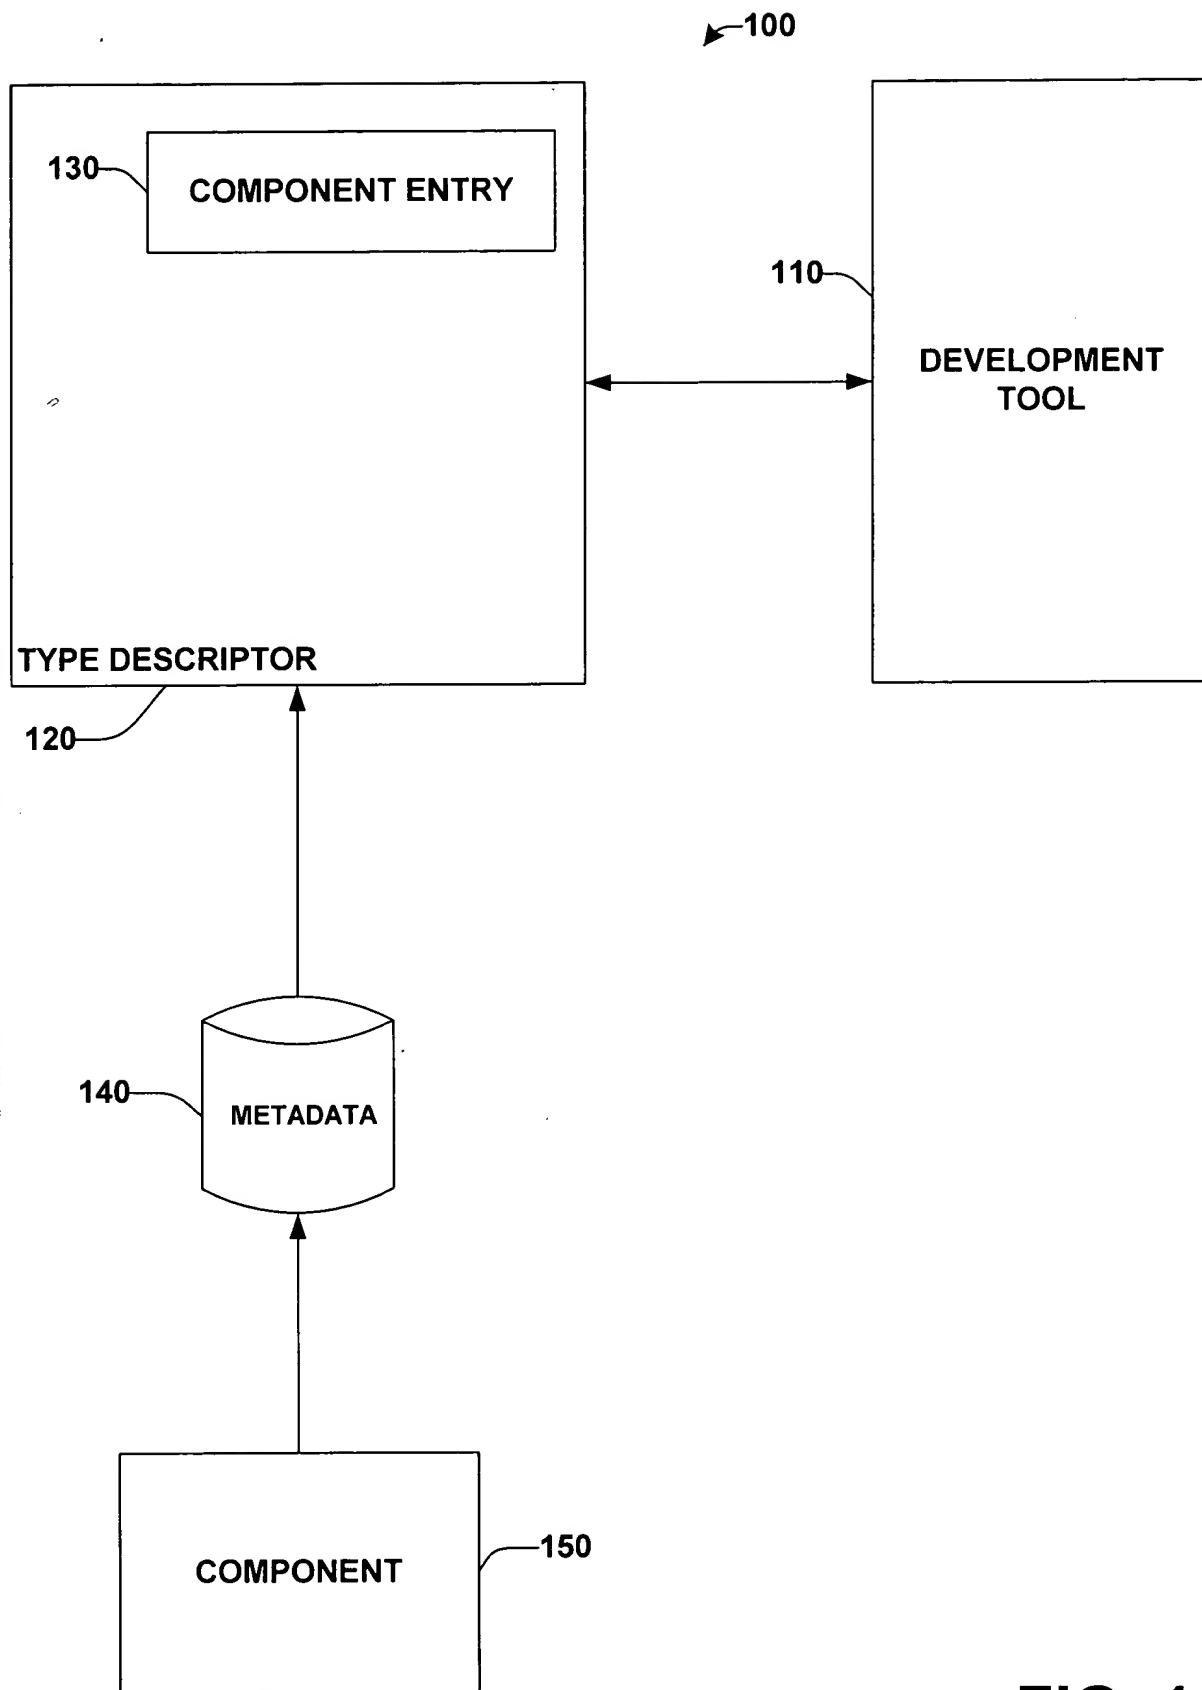 100
130
COMPONENT ENTRY
110
DEVELOPMENT
TOOL
TYPE DESCRIPTOR
120
140
METADATA
150
COMPONENT